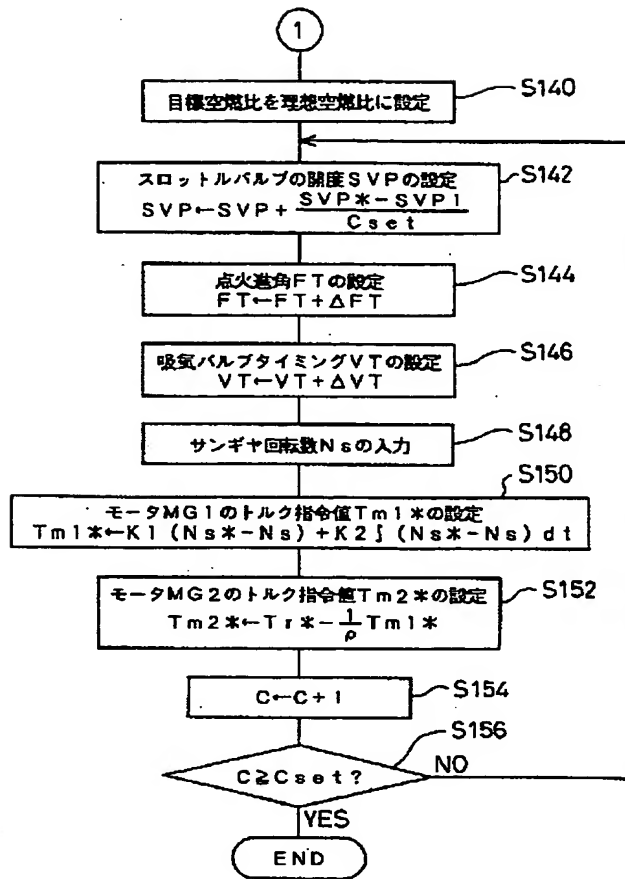 1
目標空燃比を理想空燃比に設定
S140
スロットルバルブの開度SVPの設定
SVP←SVP+(SVP*-SVP1)/Cset
S142
点火進角FTの設定
FT←FT+ΔFT
S144
吸気バルブタイミングVTの設定
VT←VT+ΔVT
S146
サンギヤ回転数Nsの入力
S148
S150
モータMG1のトルク指令値Tm1*の設定
Tm1*←K1(Ns*-Ns)+K2∫(Ns*-Ns)dt
モータMG2のトルク指令値Tm2*の設定
Tm2*←Tr*-1/ρ Tm1*
S152
C←C+1
S154
S156
C≧Cset?
NO
YES
END